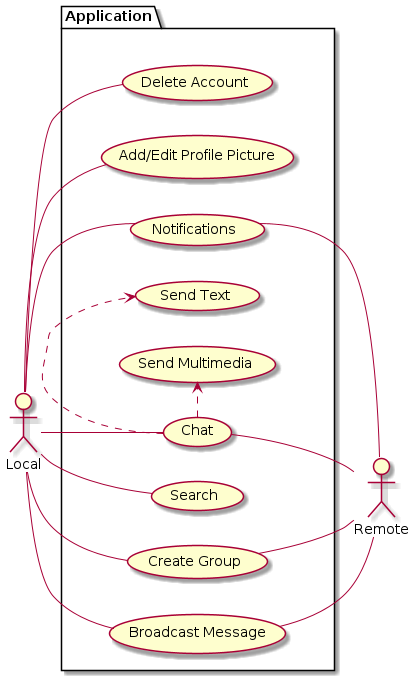 Application
Delete Account
Add/Edit Profile Picture
Notifications
Send Text
Send Multimedia
Chat
Local
Search
Remote
Create Group
Broadcast Message